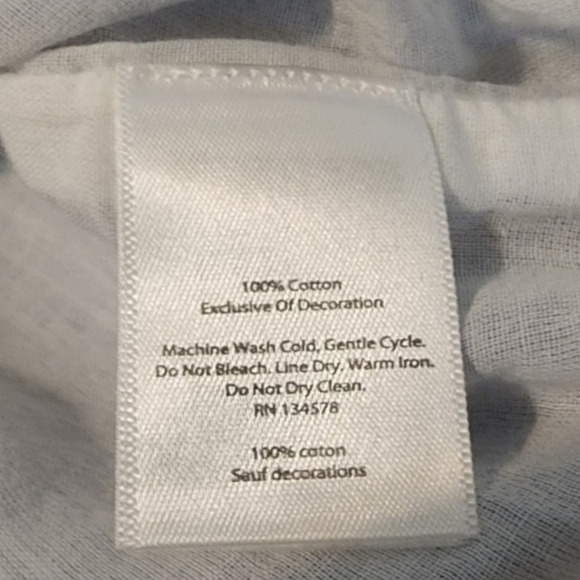 100% Cotton
Exclusive Of Decoration
Machine Wash Cold, Gentle Cycle.
Do Not Bleach. Line Dry. Warm Iron.
Do Not Dry Clean.
RN 134578
100% coton
Sauf decorations